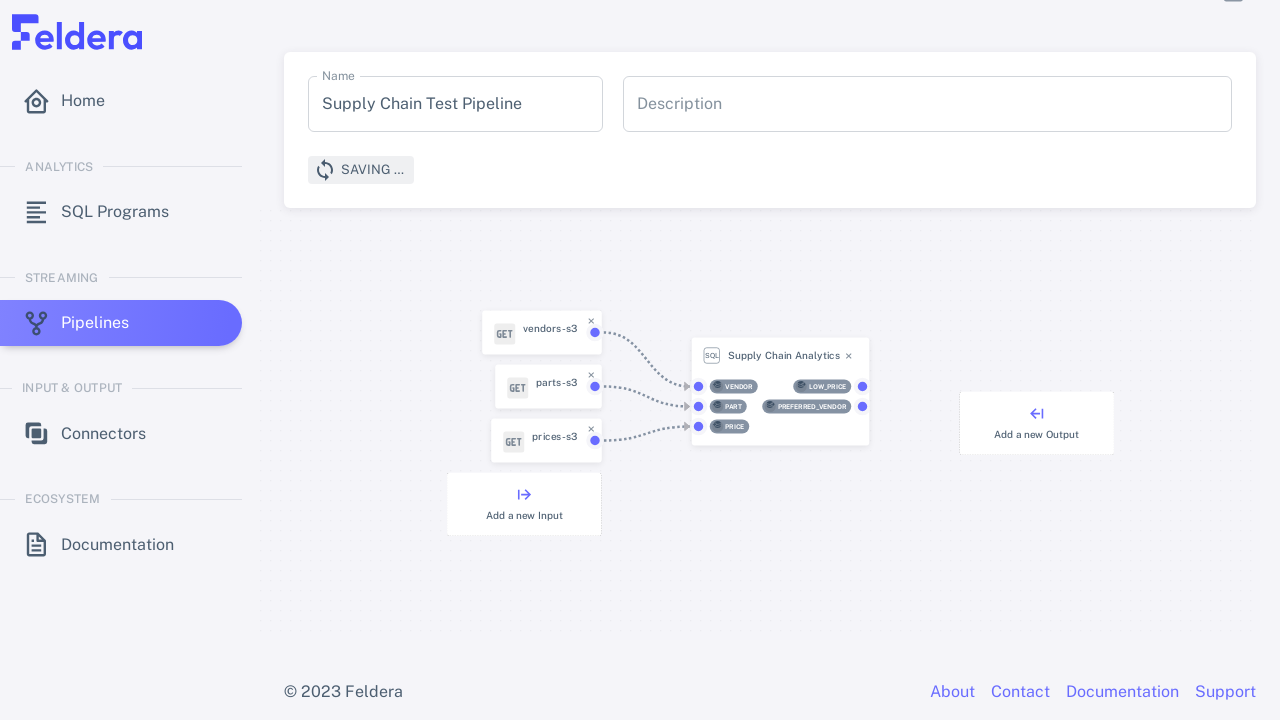 Feldera
Home
ANALYTICS
SQL Programs
STREAMING
Pipelines
INPUT & OUTPUT
Connectors
ECOSYSTEM
Documentation
Name
Supply Chain Test Pipeline
Description
SAVING ...
GET
vendors-s3
×
GET
parts-s3
×
GET
prices-s3
×
Add a new Input
SQL
Supply Chain Analytics
×
VENDOR
LOW_PRICE
PART
PREFERRED_VENDOR
PRICE
Add a new Output
© 2023 Feldera
About
Contact
Documentation
Support